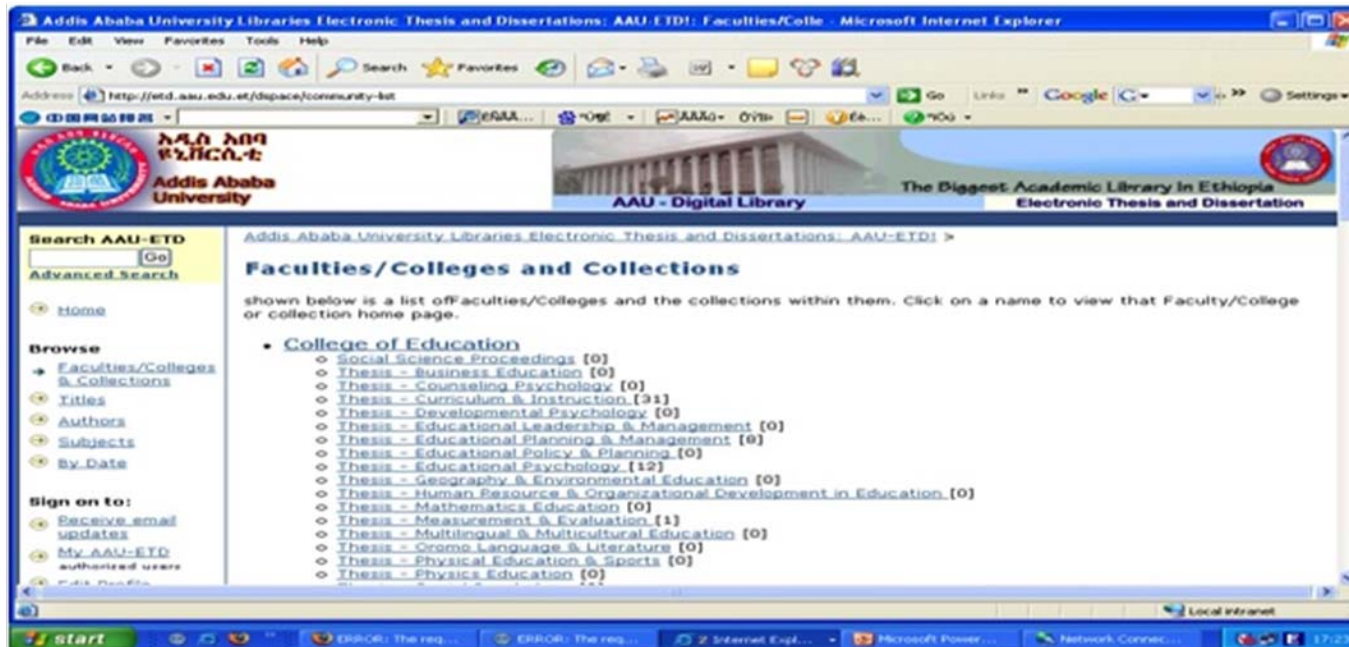 Addis Ababa University Libraries Electronic Thesis and Dissertations: AAU-ETD!: Faculties/Colle - Microsoft Internet Explorer
File Edit View Favorites Tools Help
Back Search Favorites
Address http://etd.aau.edu.et/dspace/community-list Go Links » Google Settings
አዲስ አበባ
ዩኒቨርሲቲ
Addis Ababa
University
AAU - Digital Library
The Biggest Academic Library In Ethiopia
Electronic Thesis and Dissertation
Search AAU-ETD
Go
Advanced Search
Home
Browse
Faculties/Colleges
& Collections
Titles
Authors
Subjects
By Date
Sign on to:
Receive email
updates
My AAU-ETD
authorized users
Edit Profile
Addis Ababa University Libraries Electronic Thesis and Dissertations: AAU-ETD! >
Faculties/Colleges and Collections
shown below is a list ofFaculties/Colleges and the collections within them. Click on a name to view that Faculty/College
or collection home page.
College of Education
Social Science Proceedings [0]
Thesis - Business Education [0]
Thesis - Counseling Psychology [0]
Thesis - Curriculum & Instruction [31]
Thesis - Developmental Psychology [0]
Thesis - Educational Leadership & Management [0]
Thesis - Educational Planning & Management [8]
Thesis - Educational Policy & Planning [0]
Thesis - Educational Psychology [12]
Thesis - Geography & Environmental Education [0]
Thesis - Human Resource & Organizational Development in Education [0]
Thesis - Mathematics Education [0]
Thesis - Measurement & Evaluation [1]
Thesis - Multilingual & Multicultural Education [0]
Thesis - Oromo Language & Literature [0]
Thesis - Physical Education & Sports [0]
Thesis - Physics Education [0]
Local intranet
start ERROR: The req... ERROR: The req... 2 Internet Expl... Microsoft Power... Network Connec... 17:23